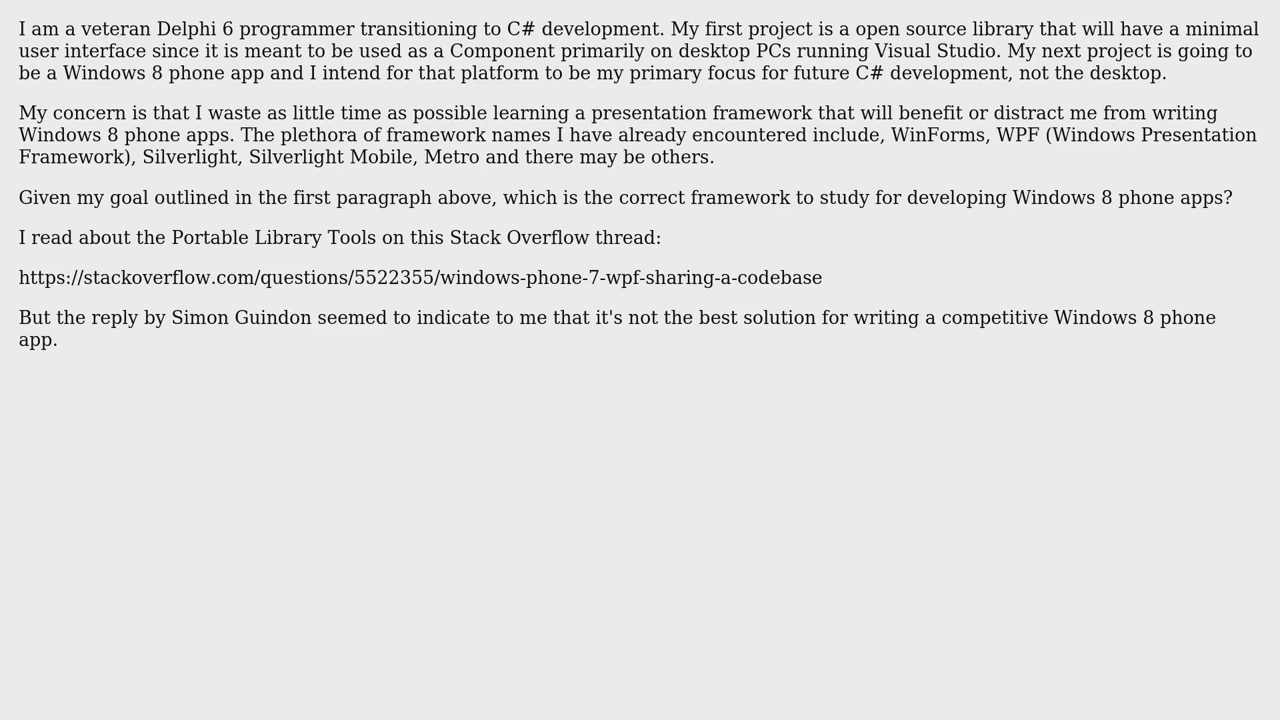 I am a veteran Delphi 6 programmer transitioning to C# development. My first project is a open source library that will have a minimal
user interface since it is meant to be used as a Component primarily on desktop PCs running Visual Studio. My next project is going to
be a Windows 8 phone app and I intend for that platform to be my primary focus for future C# development, not the desktop.
My concern is that I waste as little time as possible learning a presentation framework that will benefit or distract me from writing
Windows 8 phone apps. The plethora of framework names I have already encountered include, WinForms, WPF (Windows Presentation
Framework), Silverlight, Silverlight Mobile, Metro and there may be others.
Given my goal outlined in the first paragraph above, which is the correct framework to study for developing Windows 8 phone apps?
I read about the Portable Library Tools on this Stack Overflow thread:
https://stackoverflow.com/questions/5522355/windows-phone-7-wpf-sharing-a-codebase
But the reply by Simon Guindon seemed to indicate to me that it's not the best solution for writing a competitive Windows 8 phone
app.